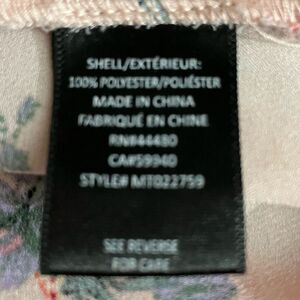 SHELL/EXTÉRIEUR:
100% POLYESTER/POLIÉSTER
MADE IN CHINA
FABRIQUÉ EN CHINE
RN#44480
CA#59940
STYLE# MT022759
SEE REVERSE
FOR CARE